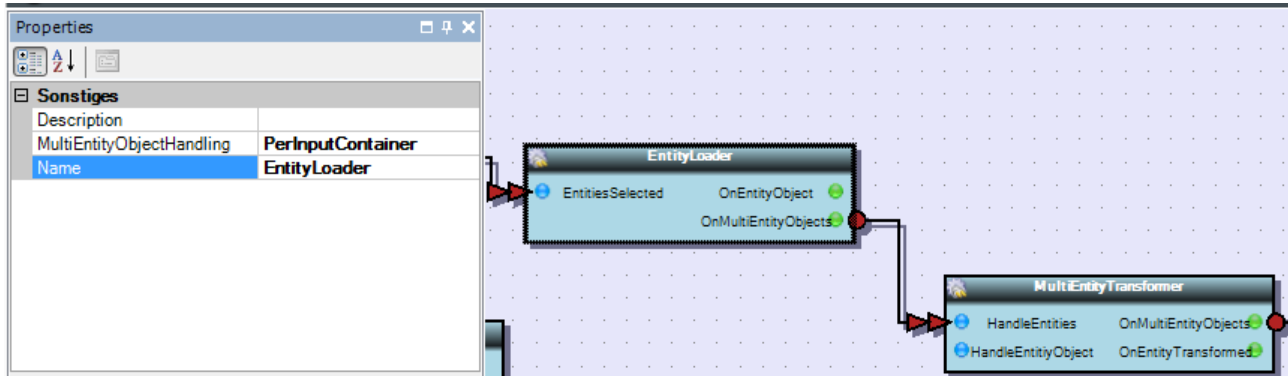 Properties
Sonstiges
Description
MultiEntityObjectHandling PerInputContainer
Name EntityLoader
EntityLoader
EntitiesSelected OnEntityObject
OnMultiEntityObjects
MultiEntityTransformer
HandleEntities OnMultiEntityObjects
HandleEntitiyObject OnEntityTransformed